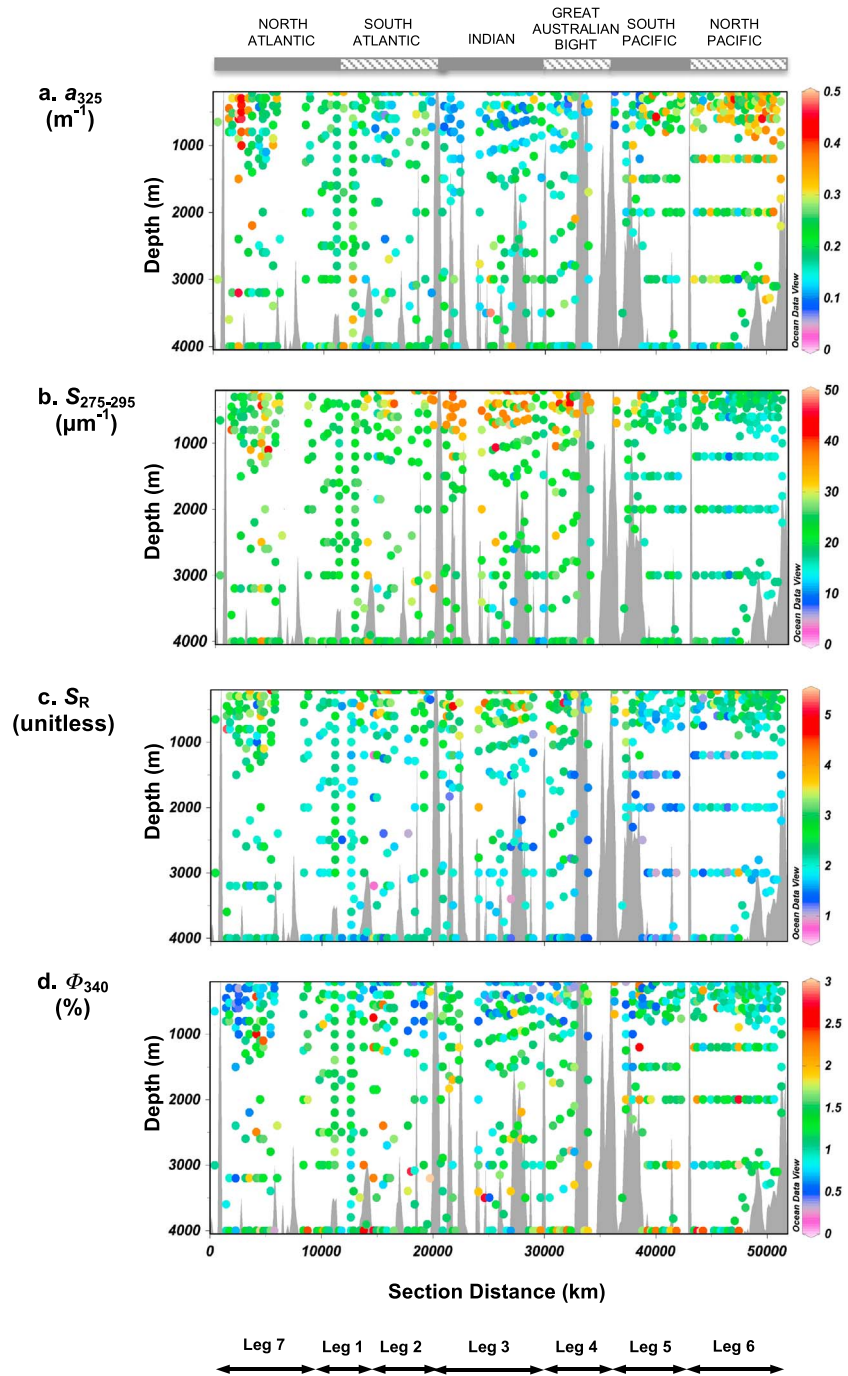 NORTH ATLANTIC
SOUTH ATLANTIC
INDIAN
GREAT AUSTRALIAN BIGHT
SOUTH PACIFIC
NORTH PACIFIC
a. a325
(m-1)
Depth (m)
1000
2000
3000
4000
0.5
0.4
0.3
0.2
0.1
0
Ocean Data View
b. S275-295
(µm-1)
Depth (m)
1000
2000
3000
4000
50
40
30
20
10
0
Ocean Data View
c. SR
(unitless)
Depth (m)
1000
2000
3000
4000
5
4
3
2
1
Ocean Data View
d. Φ340
(%)
Depth (m)
1000
2000
3000
4000
3
2.5
2
1.5
1
0.5
0
Ocean Data View
0 10000 20000 30000 40000 50000
Section Distance (km)
Leg 7 Leg 1 Leg 2 Leg 3 Leg 4 Leg 5 Leg 6